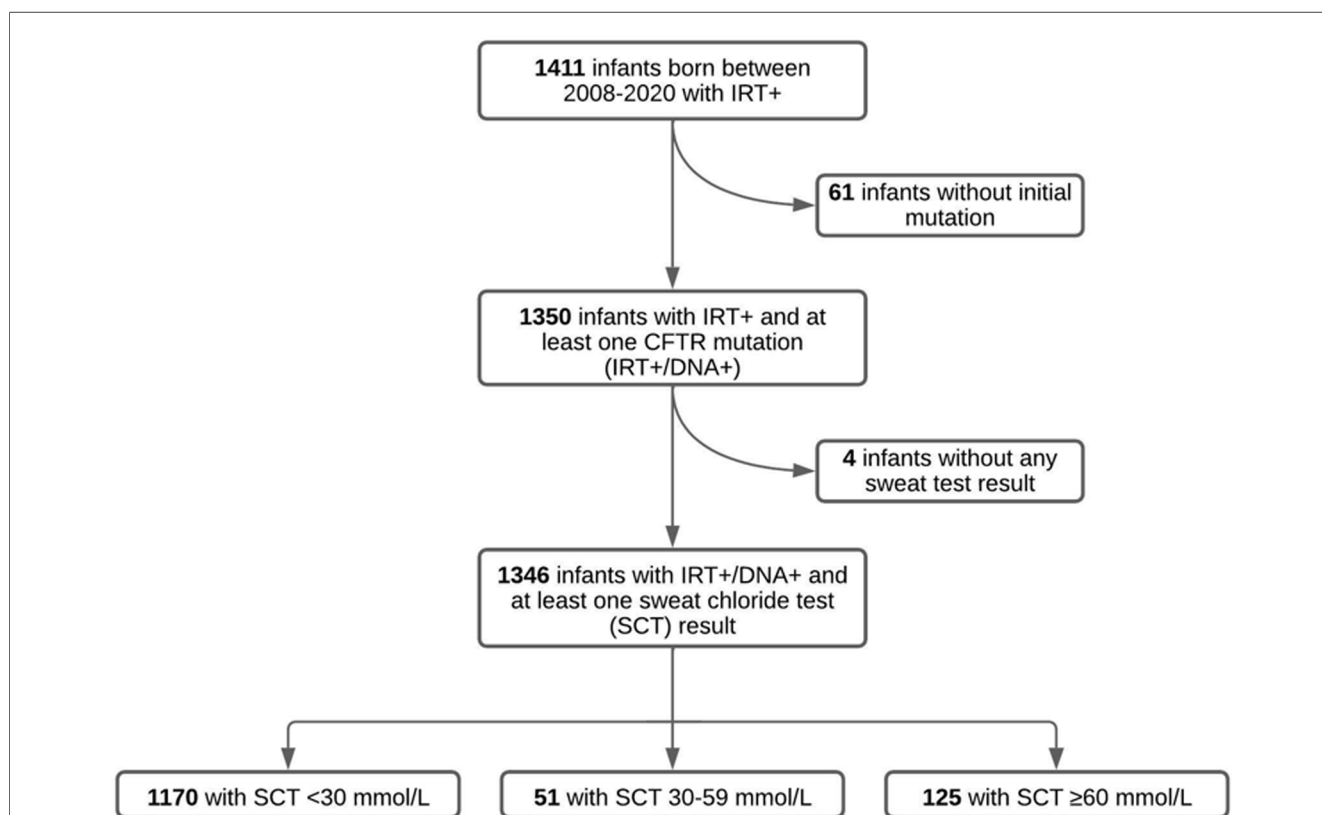 1411 infants born between
2008-2020 with IRT+
61 infants without initial
mutation
1350 infants with IRT+ and at
least one CFTR mutation
(IRT+/DNA+)
4 infants without any
sweat test result
1346 infants with IRT+/DNA+ and
at least one sweat chloride test
(SCT) result
1170 with SCT <30 mmol/L
51 with SCT 30-59 mmol/L
125 with SCT ≥60 mmol/L